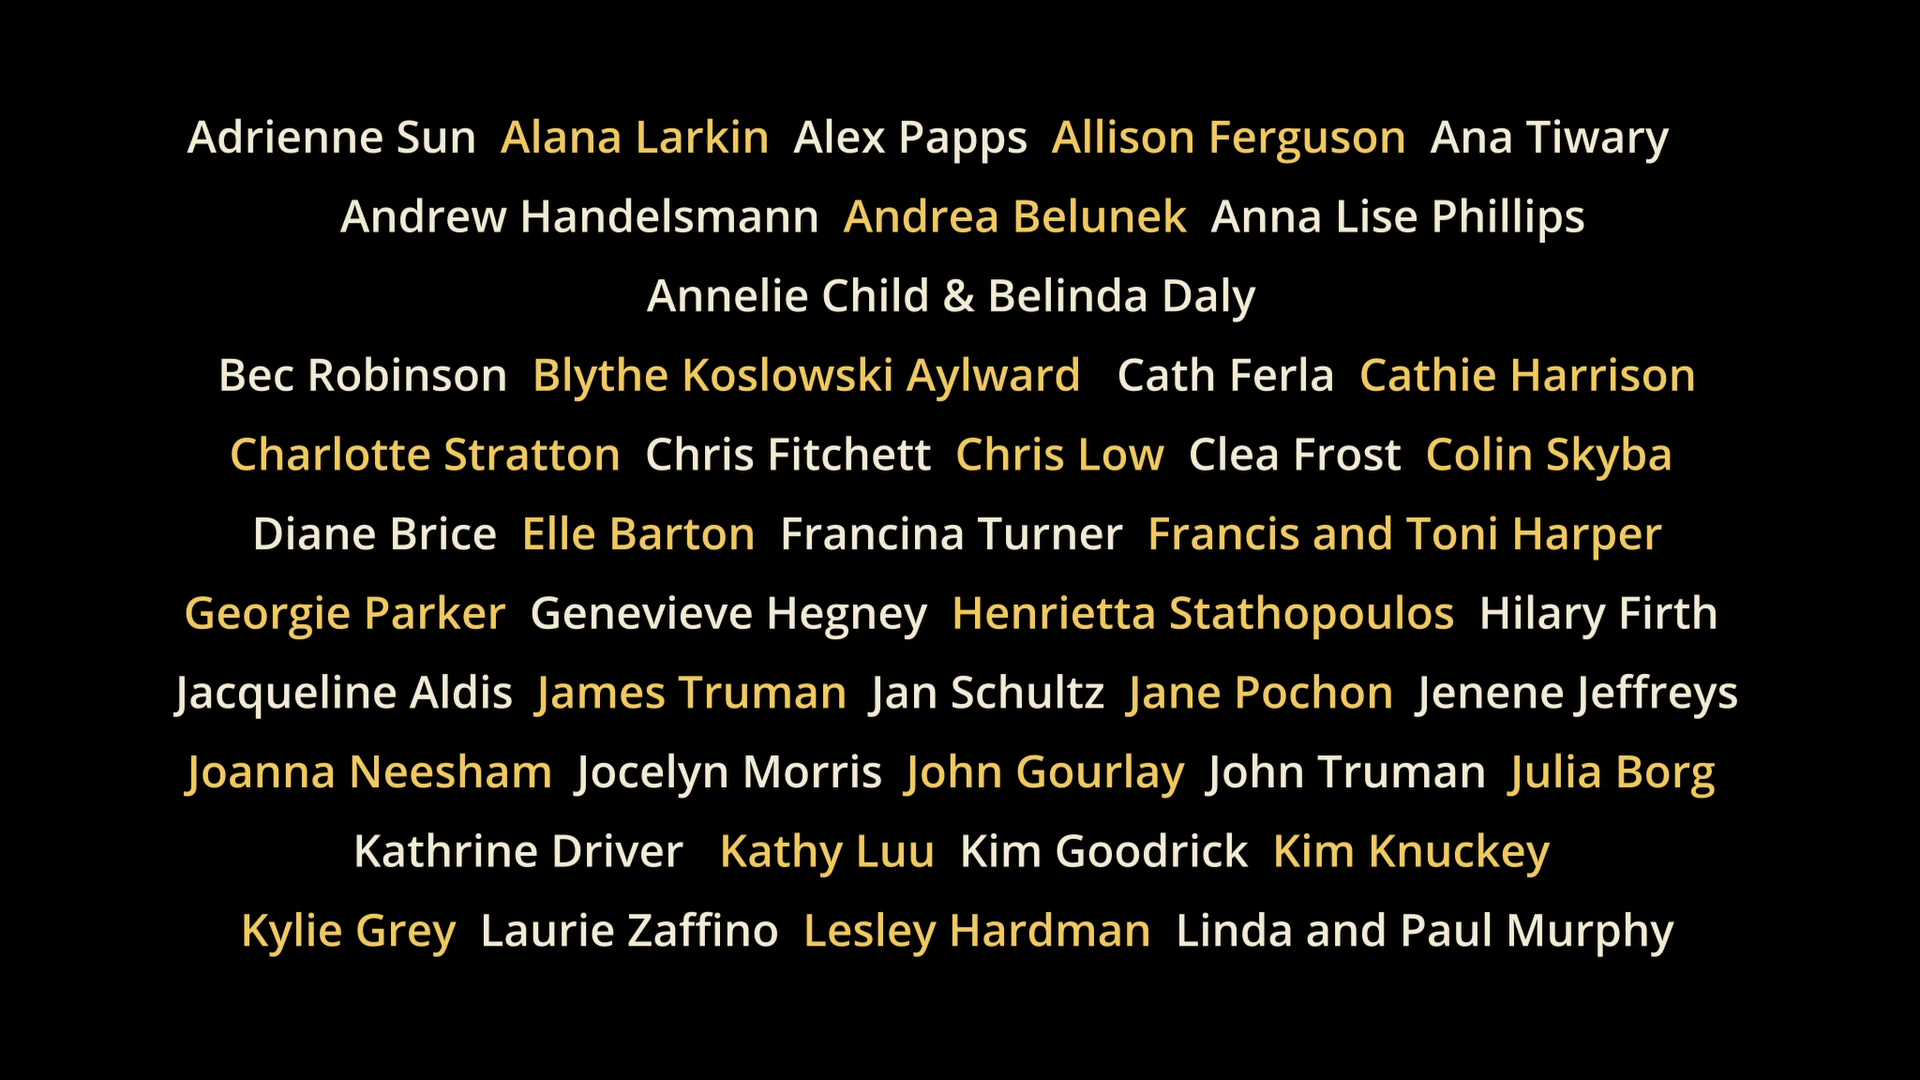 Adrienne Sun Alana Larkin Alex Papps Allison Ferguson Ana Tiwary
Andrew Handelsmann Andrea Belunek Anna Lise Phillips
Annelie Child & Belinda Daly
Bec Robinson Blythe Koslowski Aylward Cath Ferla Cathie Harrison
Charlotte Stratton Chris Fitchett Chris Low Clea Frost Colin Skyba
Diane Brice Elle Barton Francina Turner Francis and Toni Harper
Georgie Parker Genevieve Hegney Henrietta Stathopoulos Hilary Firth
Jacqueline Aldis James Truman Jan Schultz Jane Pochon Jenene Jeffreys
Joanna Neesham Jocelyn Morris John Gourlay John Truman Julia Borg
Kathrine Driver Kathy Luu Kim Goodrick Kim Knuckey
Kylie Grey Laurie Zaffino Lesley Hardman Linda and Paul Murphy